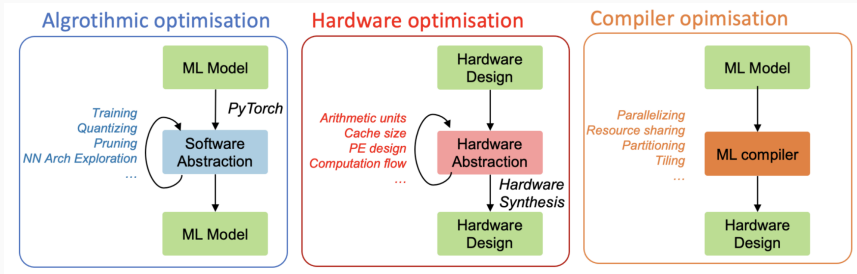 Algrotihmic optimisation
ML Model
PyTorch
Training
Quantizing
Pruning
NN Arch Exploration
...
Software
Abstraction
ML Model
Hardware optimisation
Hardware
Design
Arithmetic units
Cache size
PE design
Computation flow
...
Hardware
Abstraction
Hardware
Synthesis
Hardware
Design
Compiler opimisation
ML Model
Parallelizing
Resource sharing
Partitioning
Tiling
...
ML compiler
Hardware
Design